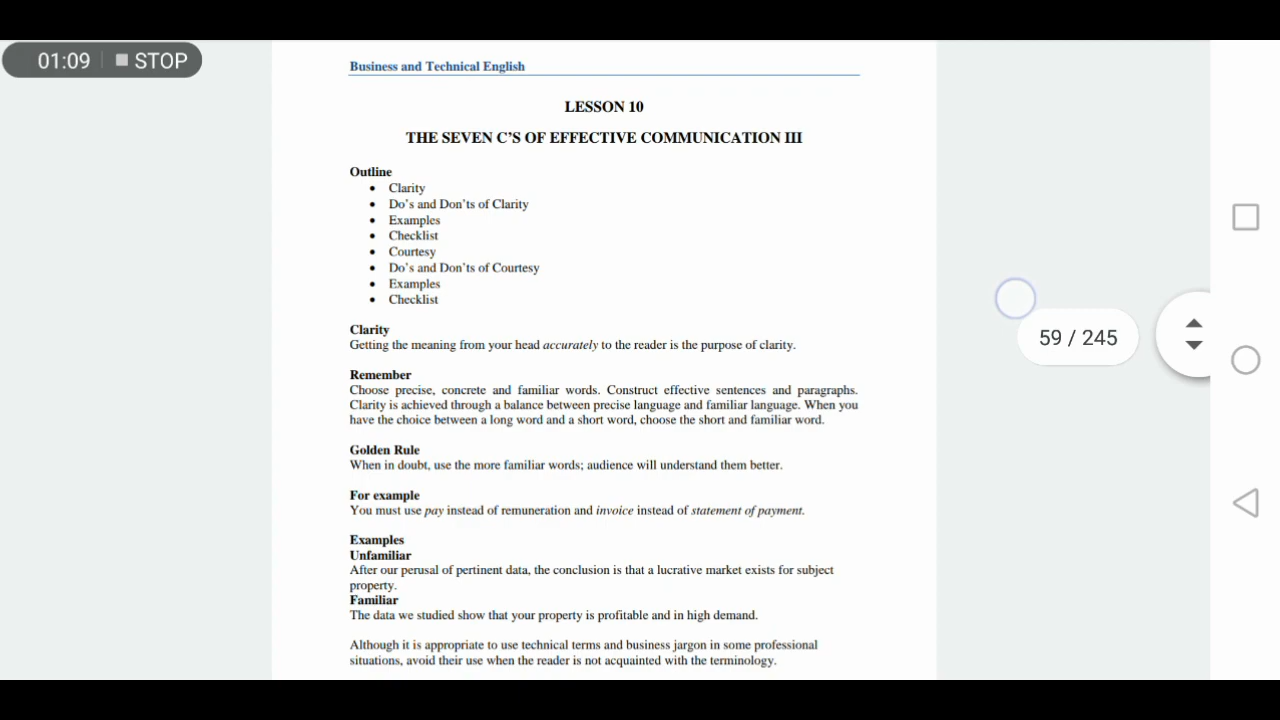 01:09 STOP
Business and Technical English
LESSON 10
THE SEVEN C'S OF EFFECTIVE COMMUNICATION III
Outline
• Clarity
• Do's and Don'ts of Clarity
• Examples
• Checklist
• Courtesy
• Do's and Don'ts of Courtesy
• Examples
• Checklist
59 / 245
Clarity
Getting the meaning from your head accurately to the reader is the purpose of clarity.
Remember
Choose precise, concrete and familiar words. Construct effective sentences and paragraphs.
Clarity is achieved through a balance between precise language and familiar language. When you
have the choice between a long word and a short word, choose the short and familiar word.
Golden Rule
When in doubt, use the more familiar words; audience will understand them better.
For example
You must use pay instead of remuneration and invoice instead of statement of payment.
Examples
Unfamiliar
After our perusal of pertinent data, the conclusion is that a lucrative market exists for subject
property.
Familiar
The data we studied show that your property is profitable and in high demand.
Although it is appropriate to use technical terms and business jargon in some professional
situations, avoid their use when the reader is not acquainted with the terminology.